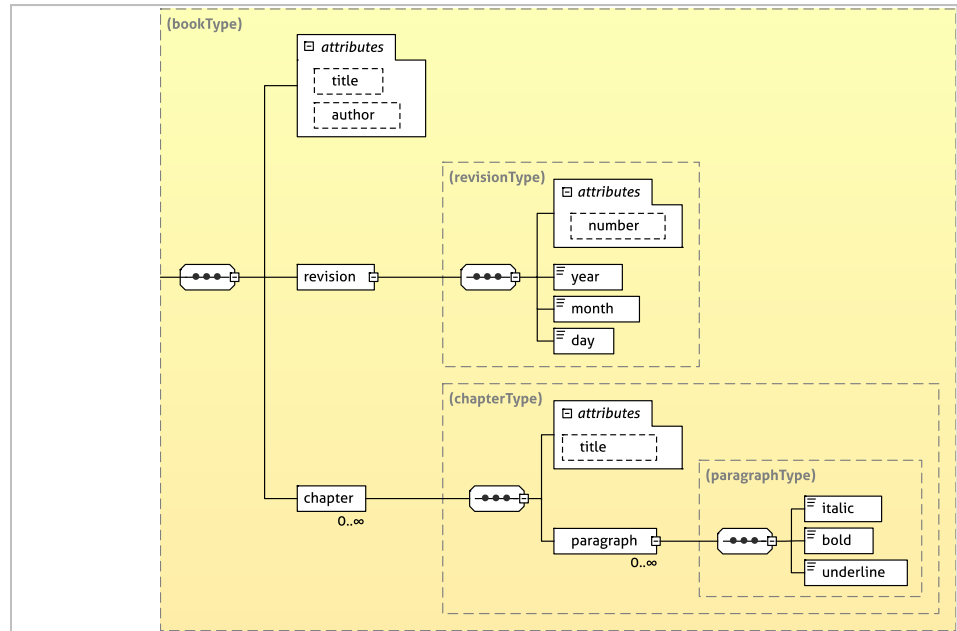 (bookType)
attributes
title
author
(revisionType)
attributes
number
revision
year
month
day
(chapterType)
attributes
title
(paragraphType)
chapter
0..∞
italic
paragraph
bold
0..∞
underline